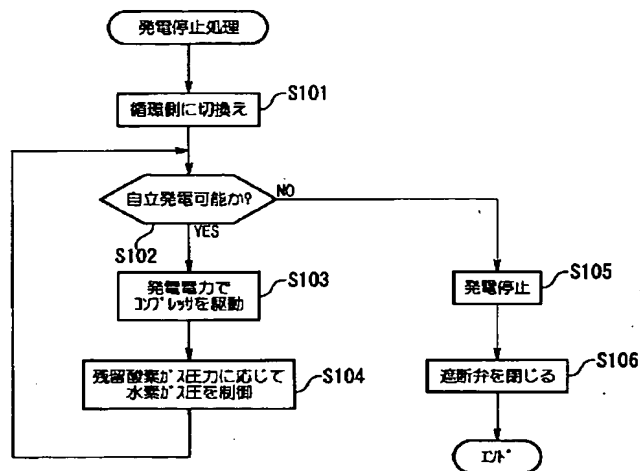 発電停止処理
循環側に切換え
S101
自立発電可能か?
NO
S102
YES
発電電力で
コンプレッサを駆動
S103
発電停止
S105
残留酸素ガス圧力に応じて
水素ガス圧を制御
S104
遮断弁を閉じる
S106
エンド